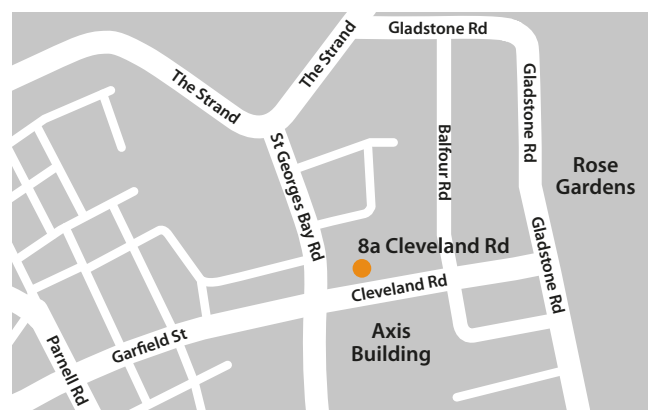 Gladstone Rd
The Strand
The Strand
Gladstone Rd
Balfour Rd
St Georges Bay Rd
Rose
Gardens
8a Cleveland Rd
Gladstone Rd
Cleveland Rd
Axis
Building
Garfield St
Parnell Rd